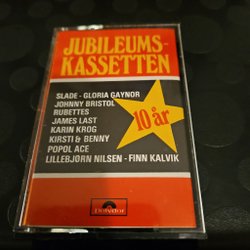 JUBILEUMS-
KASSETTEN
SLADE - GLORIA GAYNOR
JOHNNY BRISTOL
RUBETTES
JAMES LAST
KARIN KROG
KIRSTI & BENNY
POPOL ACE
LILLEBJØRN NILSEN - FINN KALVIK
10 år
Polydor